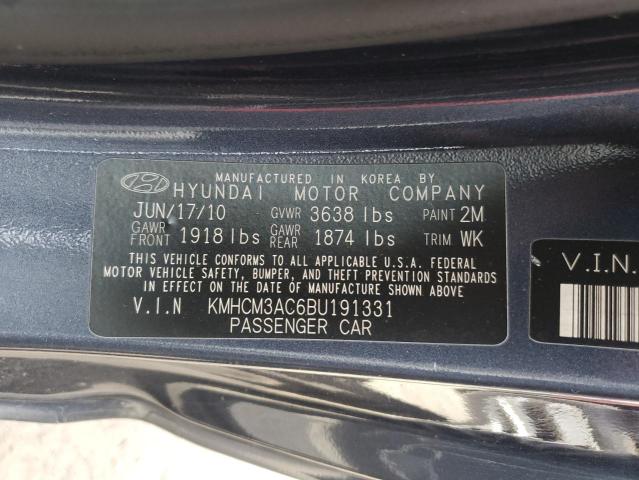 MANUFACTURED IN KOREA BY
HYUNDAI MOTOR COMPANY
JUN/17/10 GVWR 3638 lbs PAINT 2M
GAWR FRONT 1918 lbs GAWR REAR 1874 lbs TRIM WK
THIS VEHICLE CONFORMS TO ALL APPLICABLE U.S.A. FEDERAL
MOTOR VEHICLE SAFETY, BUMPER, AND THEFT PREVENTION STANDARDS
IN EFFECT ON THE DATE OF MANUFACTURE SHOWN ABOVE.
V.I.N KMHCM3AC6BU191331
PASSENGER CAR
V.I.N.